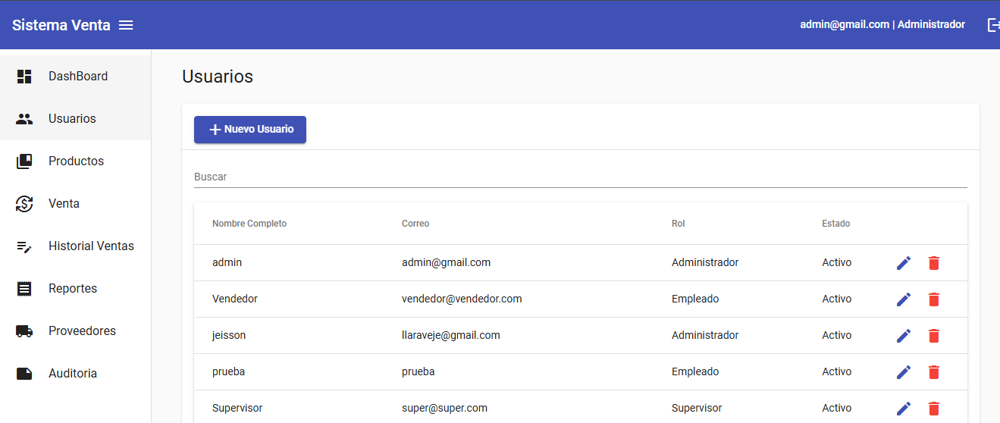 Sistema Venta
admin@gmail.com | Administrador
DashBoard
Usuarios
Productos
Venta
Historial Ventas
Reportes
Proveedores
Auditoria
Usuarios
Nuevo Usuario
Buscar
Nombre Completo Correo Rol Estado
admin admin@gmail.com Administrador Activo
Vendedor vendedor@vendedor.com Empleado Activo
jeisson llaraveje@gmail.com Administrador Activo
prueba prueba Empleado Activo
Supervisor super@super.com Supervisor Activo